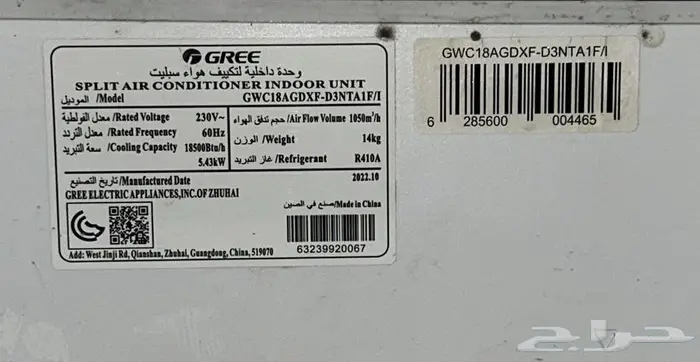 GREE
وحدة داخلية لتكييف هواء سبليت
SPLIT AIR CONDITIONER INDOOR UNIT
الموديل/Model GWC18AGDXF-D3NTA1F/I
معدل الفولطية/Rated Voltage 230V~
معدل التردد/Rated Frequency 60Hz
سعة التبريد/Cooling Capacity 18500Btu/h
5.43kW
حجم تدفق الهواء/Air Flow Volume 1050m³/h
الوزن/Weight 14kg
غاز التبريد/Refrigerant R410A
تاريخ التصنيع/Manufactured Date 2022.10
GREE ELECTRIC APPLIANCES,INC.OF ZHUHAI
صنع في الصين/Made in China
63239920067
Add: West Jinji Rd, Qianshan, Zhuhai, Guangdong, China, 519070
GWC18AGDXF-D3NTA1F/I
6 285600 004465
حراج